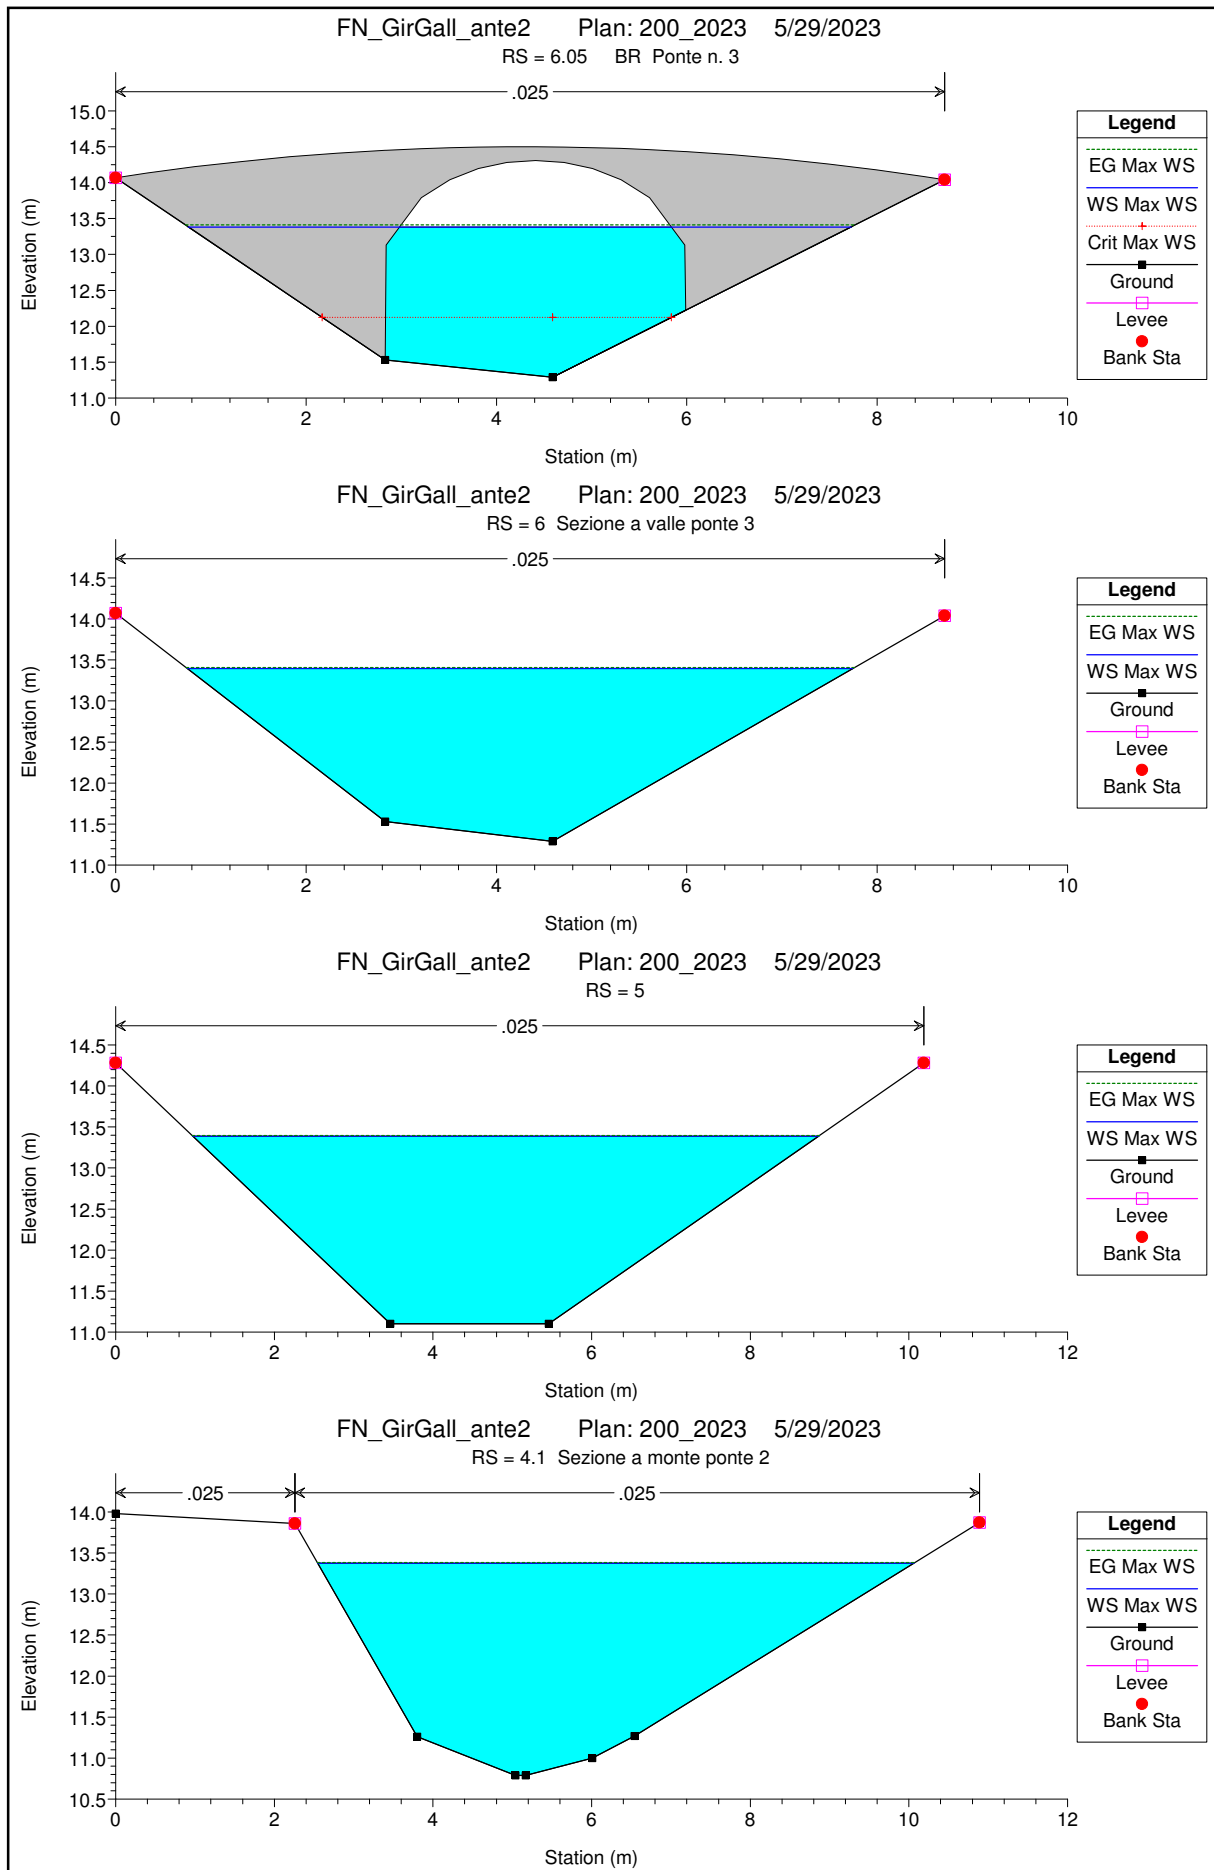 FN_GirGall_ante2 Plan: 200_2023 5/29/2023
RS = 6.05 BR Ponte n. 3
.025
15.0
14.5
14.0
13.5
13.0
12.5
12.0
11.5
11.0
Elevation (m)
0 2 4 6 8 10
Station (m)
Legend
EG Max WS
WS Max WS
Crit Max WS
Ground
Levee
Bank Sta
FN_GirGall_ante2 Plan: 200_2023 5/29/2023
RS = 6 Sezione a valle ponte 3
.025
14.5
14.0
13.5
13.0
12.5
12.0
11.5
11.0
Elevation (m)
0 2 4 6 8 10
Station (m)
Legend
EG Max WS
WS Max WS
Ground
Levee
Bank Sta
FN_GirGall_ante2 Plan: 200_2023 5/29/2023
RS = 5
.025
14.5
14.0
13.5
13.0
12.5
12.0
11.5
11.0
Elevation (m)
0 2 4 6 8 10 12
Station (m)
Legend
EG Max WS
WS Max WS
Ground
Levee
Bank Sta
FN_GirGall_ante2 Plan: 200_2023 5/29/2023
RS = 4.1 Sezione a monte ponte 2
.025 .025
14.0
13.5
13.0
12.5
12.0
11.5
11.0
10.5
Elevation (m)
0 2 4 6 8 10 12
Station (m)
Legend
EG Max WS
WS Max WS
Ground
Levee
Bank Sta